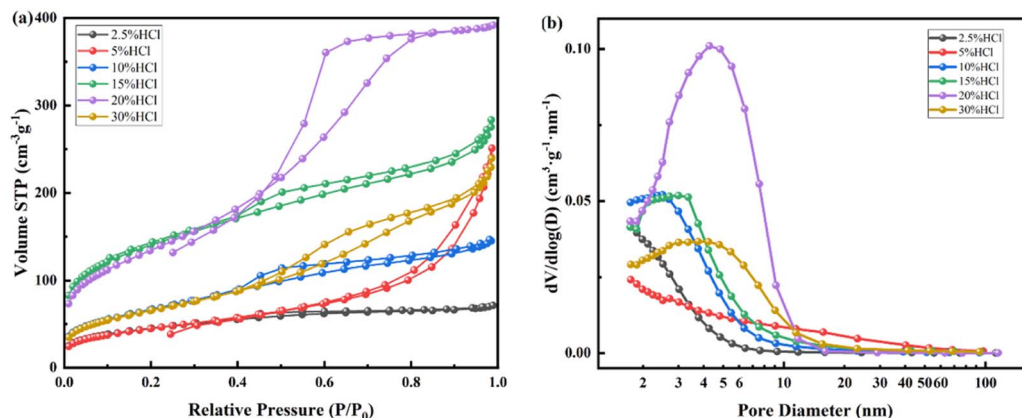 (a)
400
300
200
100
0
0.0 0.2 0.4 0.6 0.8 1.0
Volume STP (cm⁻³g⁻¹)
Relative Pressure (P/P₀)
2.5%HCl
5%HCl
10%HCl
15%HCl
20%HCl
30%HCl
(b)
0.10
0.05
0.00
2 3 4 5 6 10 20 30 40 50 60 100
dV/dlog(D) (cm³·g⁻¹·nm⁻¹)
Pore Diameter (nm)
2.5%HCl
5%HCl
10%HCl
15%HCl
20%HCl
30%HCl